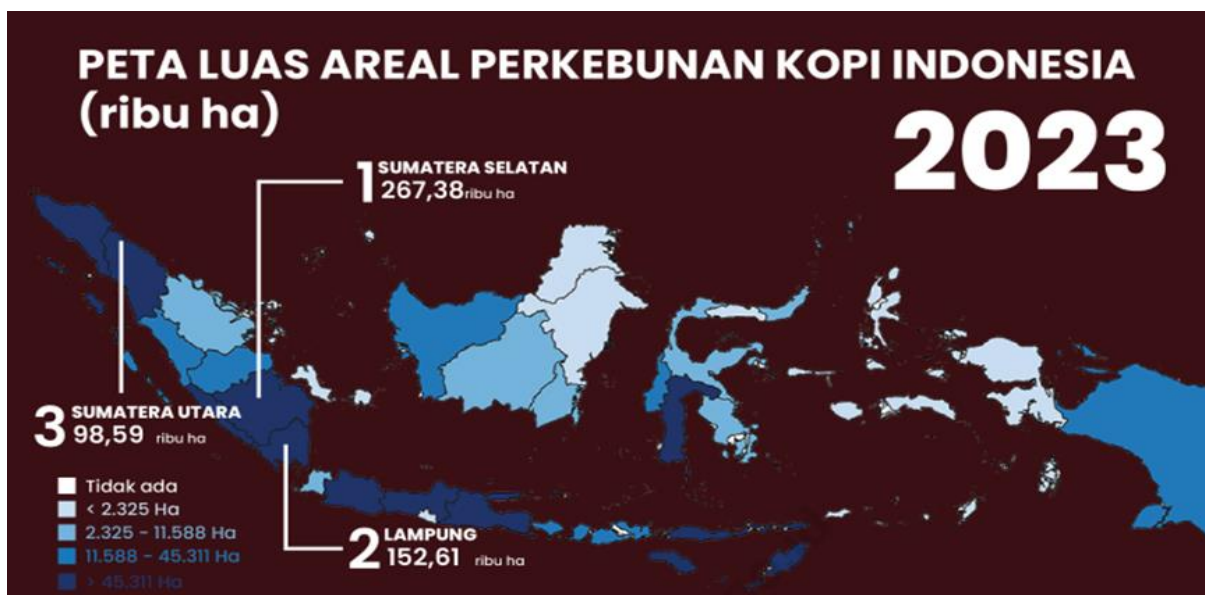 PETA LUAS AREAL PERKEBUNAN KOPI INDONESIA
(ribu ha)
2023
1 SUMATERA SELATAN
267,38 ribu ha
3 SUMATERA UTARA
98,59 ribu ha
Tidak ada
< 2.325 Ha
2.325 - 11.588 Ha
11.588 - 45.311 Ha
> 45.311 Ha
2 LAMPUNG
152,61 ribu ha